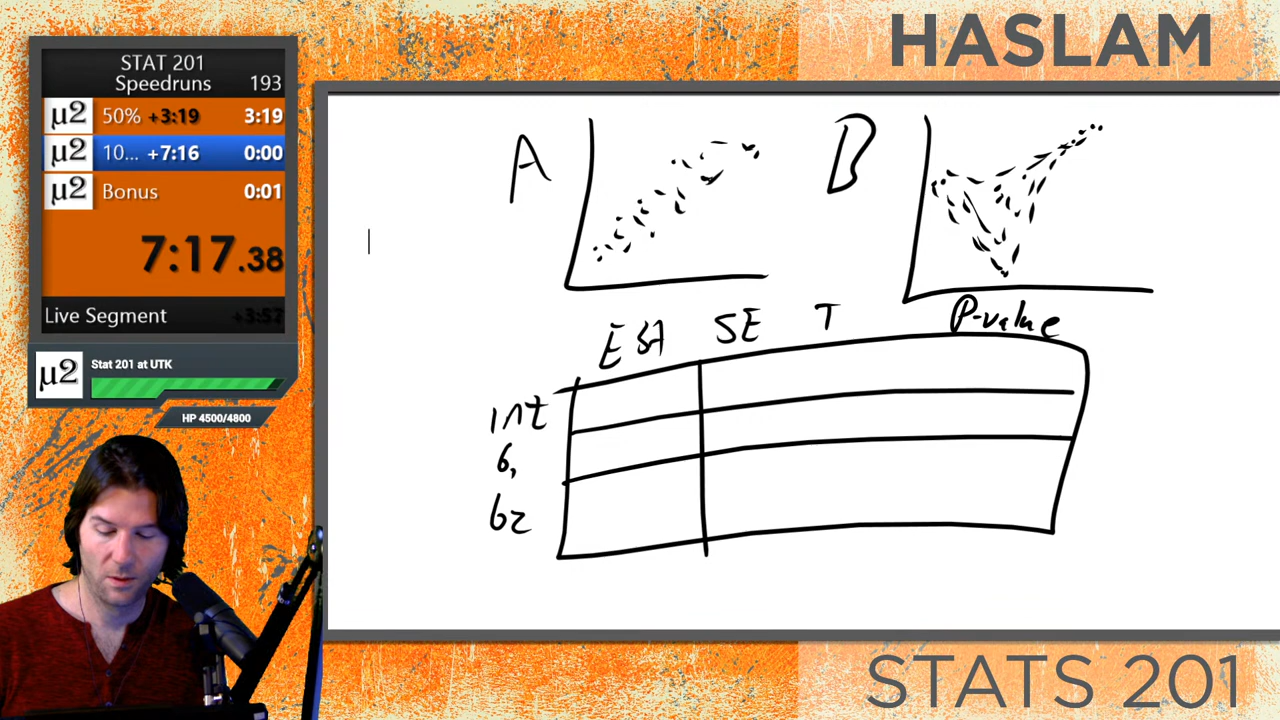 HASLAM
STAT 201
Speedruns 193
μ2 50% +3:19 3:19
μ2 10... +7:16 0:00
μ2 Bonus 0:01
7:17.38
Live Segment +3:57
μ2 Stat 201 at UTK
HP 4500/4800
A
B
Est SE T P-value
int
b1
b2
STATS 201